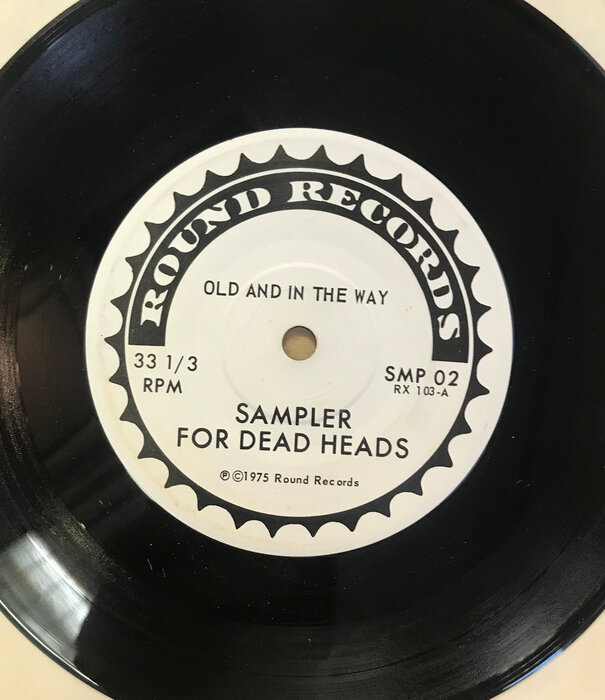 ROUND RECORDS
OLD AND IN THE WAY
33 1/3
RPM
SMP 02
RX 103-A
SAMPLER
FOR DEAD HEADS
Ⓟ©1975 Round Records